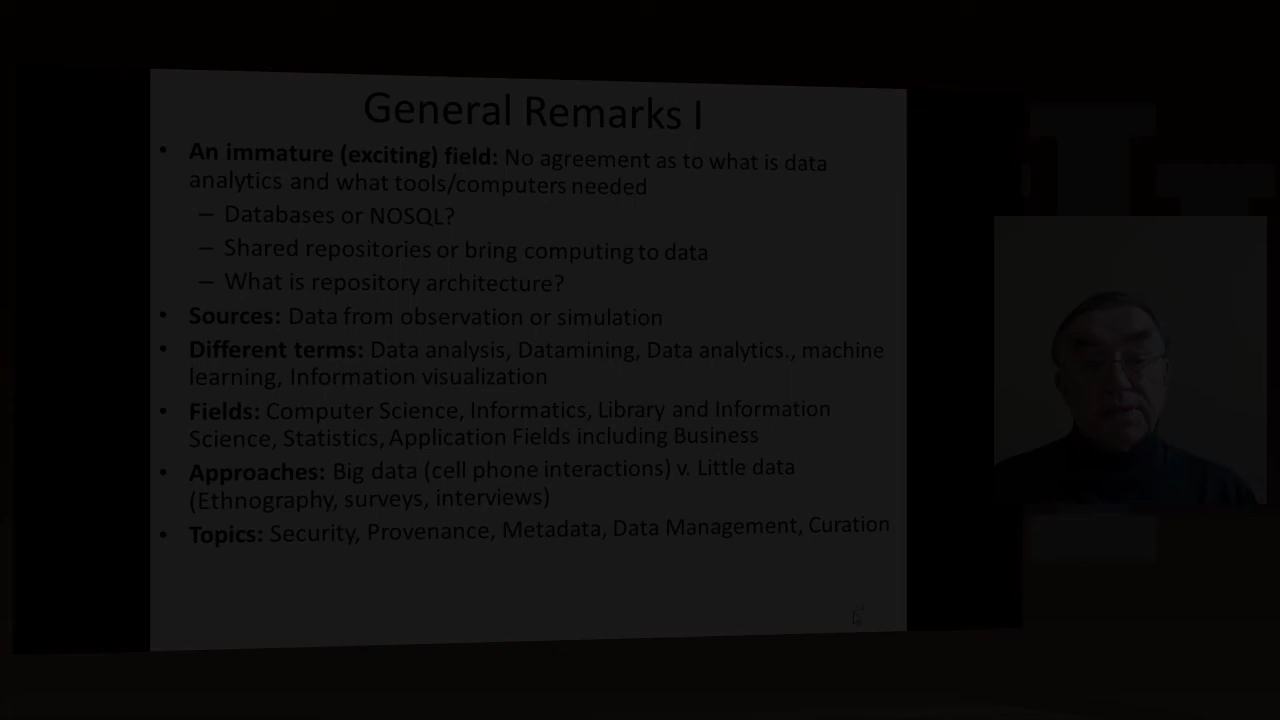 General Remarks I
• An immature (exciting) field: No agreement as to what is data
analytics and what tools/computers needed
– Databases or NOSQL?
– Shared repositories or bring computing to data
– What is repository architecture?
• Sources: Data from observation or simulation
• Different terms: Data analysis, Datamining, Data analytics., machine
learning, Information visualization
• Fields: Computer Science, Informatics, Library and Information
Science, Statistics, Application Fields including Business
• Approaches: Big data (cell phone interactions) v. Little data
(Ethnography, surveys, interviews)
• Topics: Security, Provenance, Metadata, Data Management, Curation